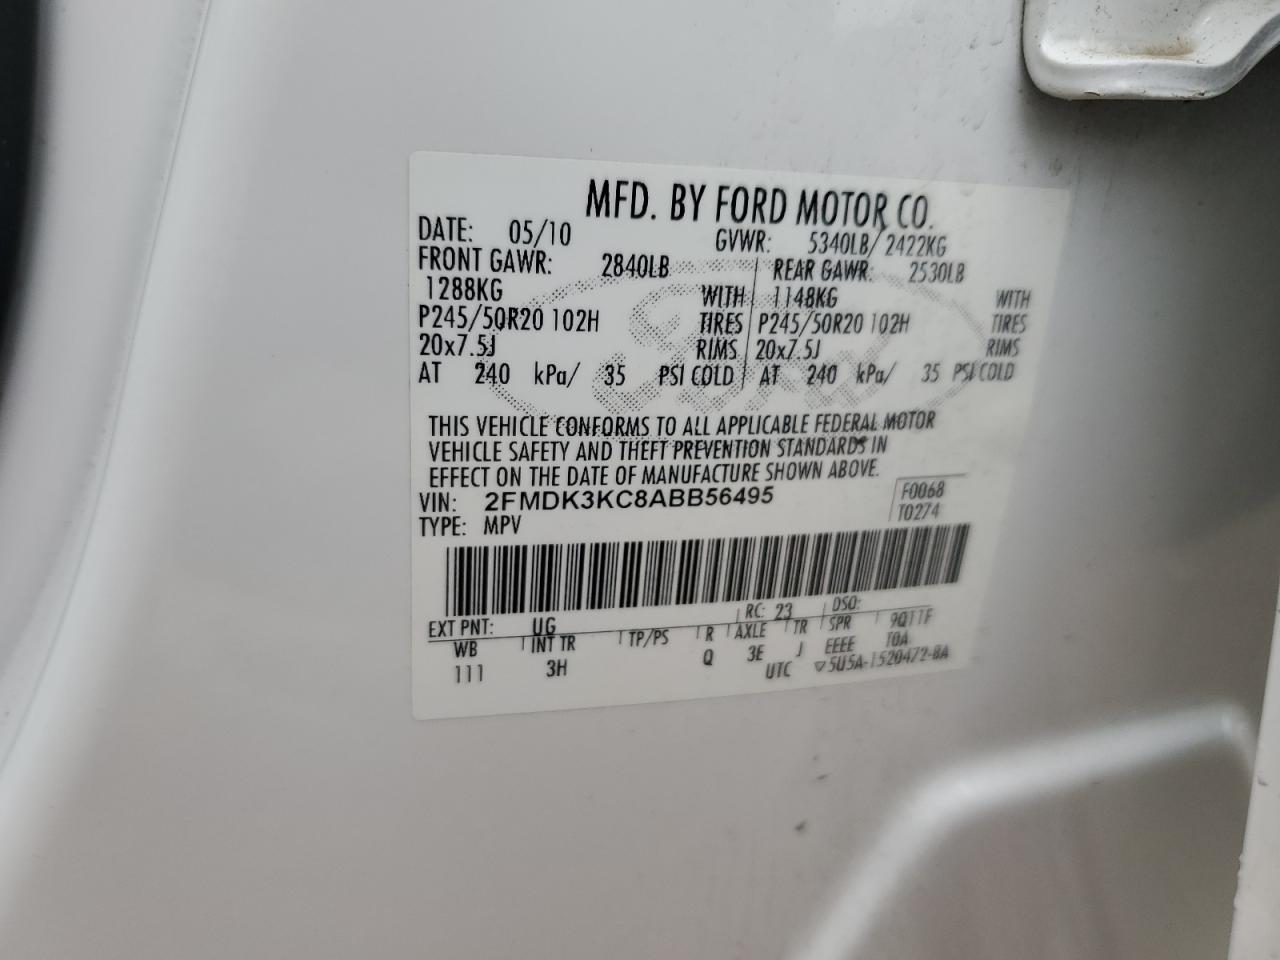 MFD. BY FORD MOTOR CO.
DATE: 05/10 GVWR: 5340LB/ 2422KG
FRONT GAWR: 2840LB REAR GAWR: 2530LB
1288KG WITH 1148KG WITH
P245/50R20 102H TIRES P245/50R20 102H TIRES
20x7.5J RIMS 20x7.5J RIMS
AT 240 kPa/ 35 PSI COLD AT 240 kPa/ 35 PSI COLD
THIS VEHICLE CONFORMS TO ALL APPLICABLE FEDERAL MOTOR
VEHICLE SAFETY AND THEFT PREVENTION STANDARDS IN
EFFECT ON THE DATE OF MANUFACTURE SHOWN ABOVE.
VIN: 2FMDK3KC8ABB56495 F0068
TYPE: MPV T0274
EXT PNT: UG RC: 23 DSO:
WB INT TR TP/PS R AXLE TR SPR 9Q11F
111 3H Q 3E J EEEE T0A
UTC ▽5U5A-1520472-BA
Ford